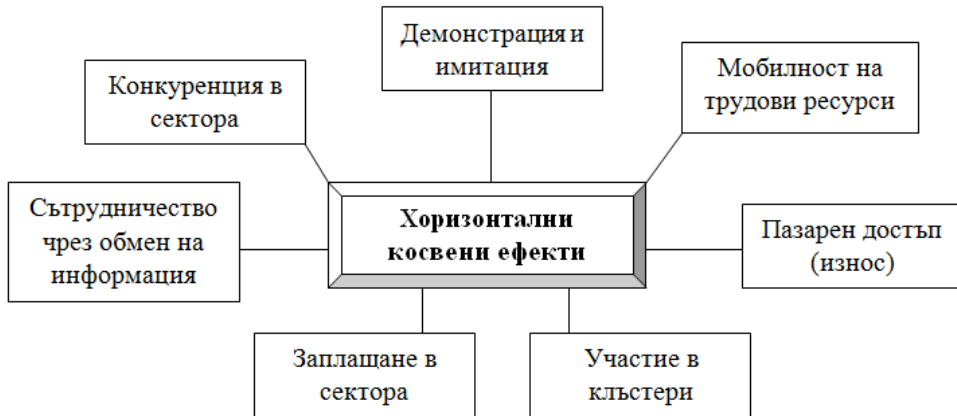 Демонстрация и
имитация
Конкуренция в
сектора
Мобилност на
трудови ресурси
Сътрудничество
чрез обмен на
информация
Хоризонтални
косвени ефекти
Пазарен достъп
(износ)
Заплащане в
сектора
Участие в
клъстери